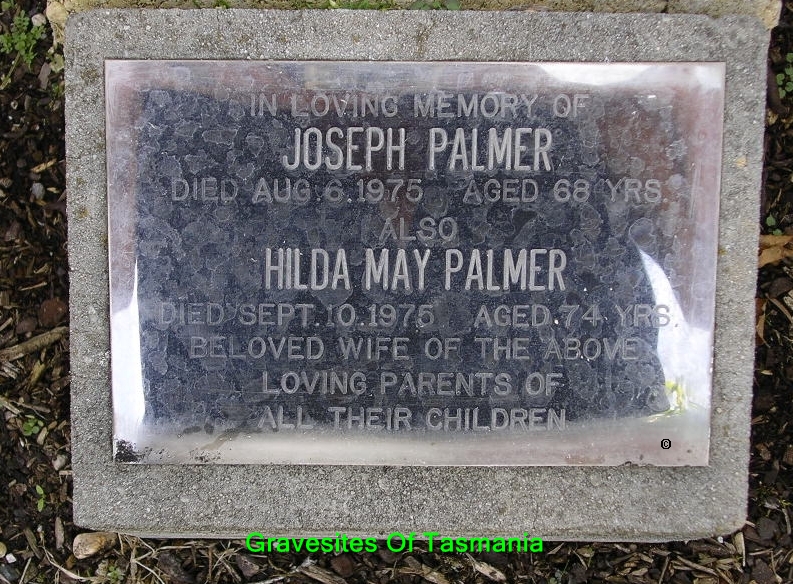 IN LOVING MEMORY OF
JOSEPH PALMER
DIED AUG. 6. 1975 AGED 68 YRS
ALSO
HILDA MAY PALMER
DIED SEPT. 10. 1975 AGED 74 YRS.
BELOVED WIFE OF THE ABOVE
LOVING PARENTS OF
ALL THEIR CHILDREN
©
Gravesites Of Tasmania